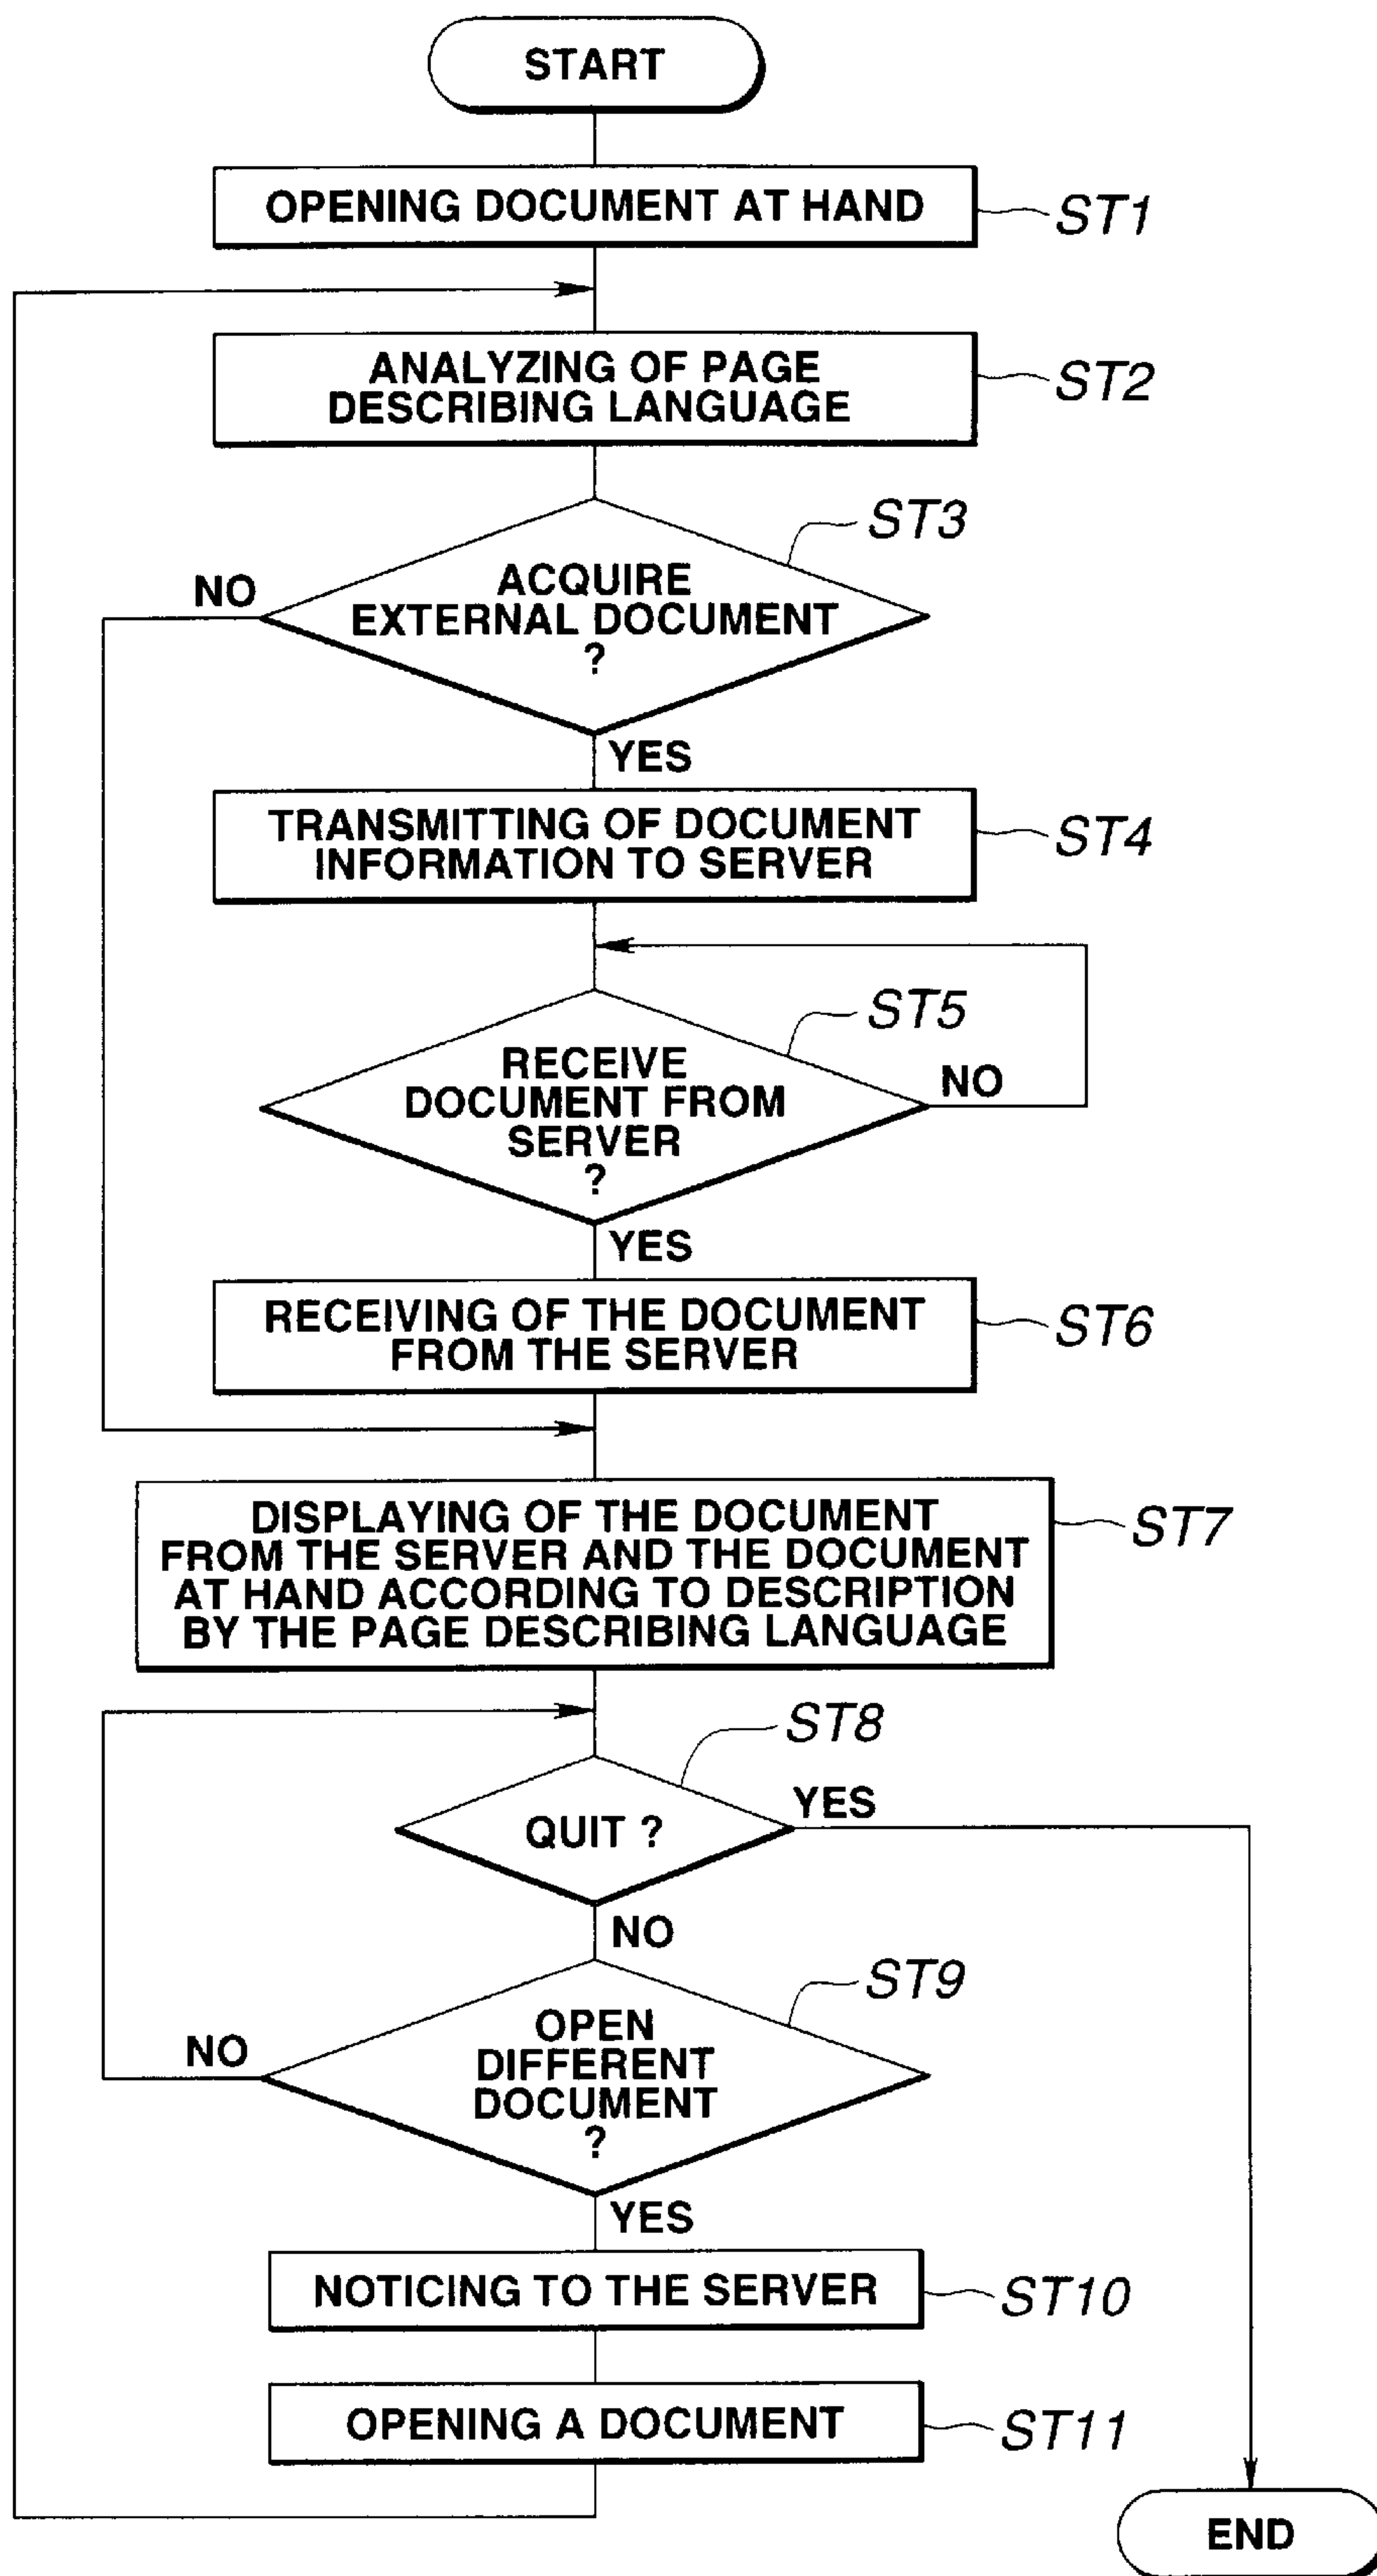 START
OPENING DOCUMENT AT HAND
ST1
ANALYZING OF PAGE
DESCRIBING LANGUAGE
ST2
ST3
NO
ACQUIRE
EXTERNAL DOCUMENT
?
YES
TRANSMITTING OF DOCUMENT
INFORMATION TO SERVER
ST4
ST5
RECEIVE
DOCUMENT FROM
SERVER
?
NO
YES
RECEIVING OF THE DOCUMENT
FROM THE SERVER
ST6
DISPLAYING OF THE DOCUMENT
FROM THE SERVER AND THE DOCUMENT
AT HAND ACCORDING TO DESCRIPTION
BY THE PAGE DESCRIBING LANGUAGE
ST7
ST8
QUIT ?
YES
NO
ST9
NO
OPEN
DIFFERENT
DOCUMENT
?
YES
NOTICING TO THE SERVER
ST10
OPENING A DOCUMENT
ST11
END